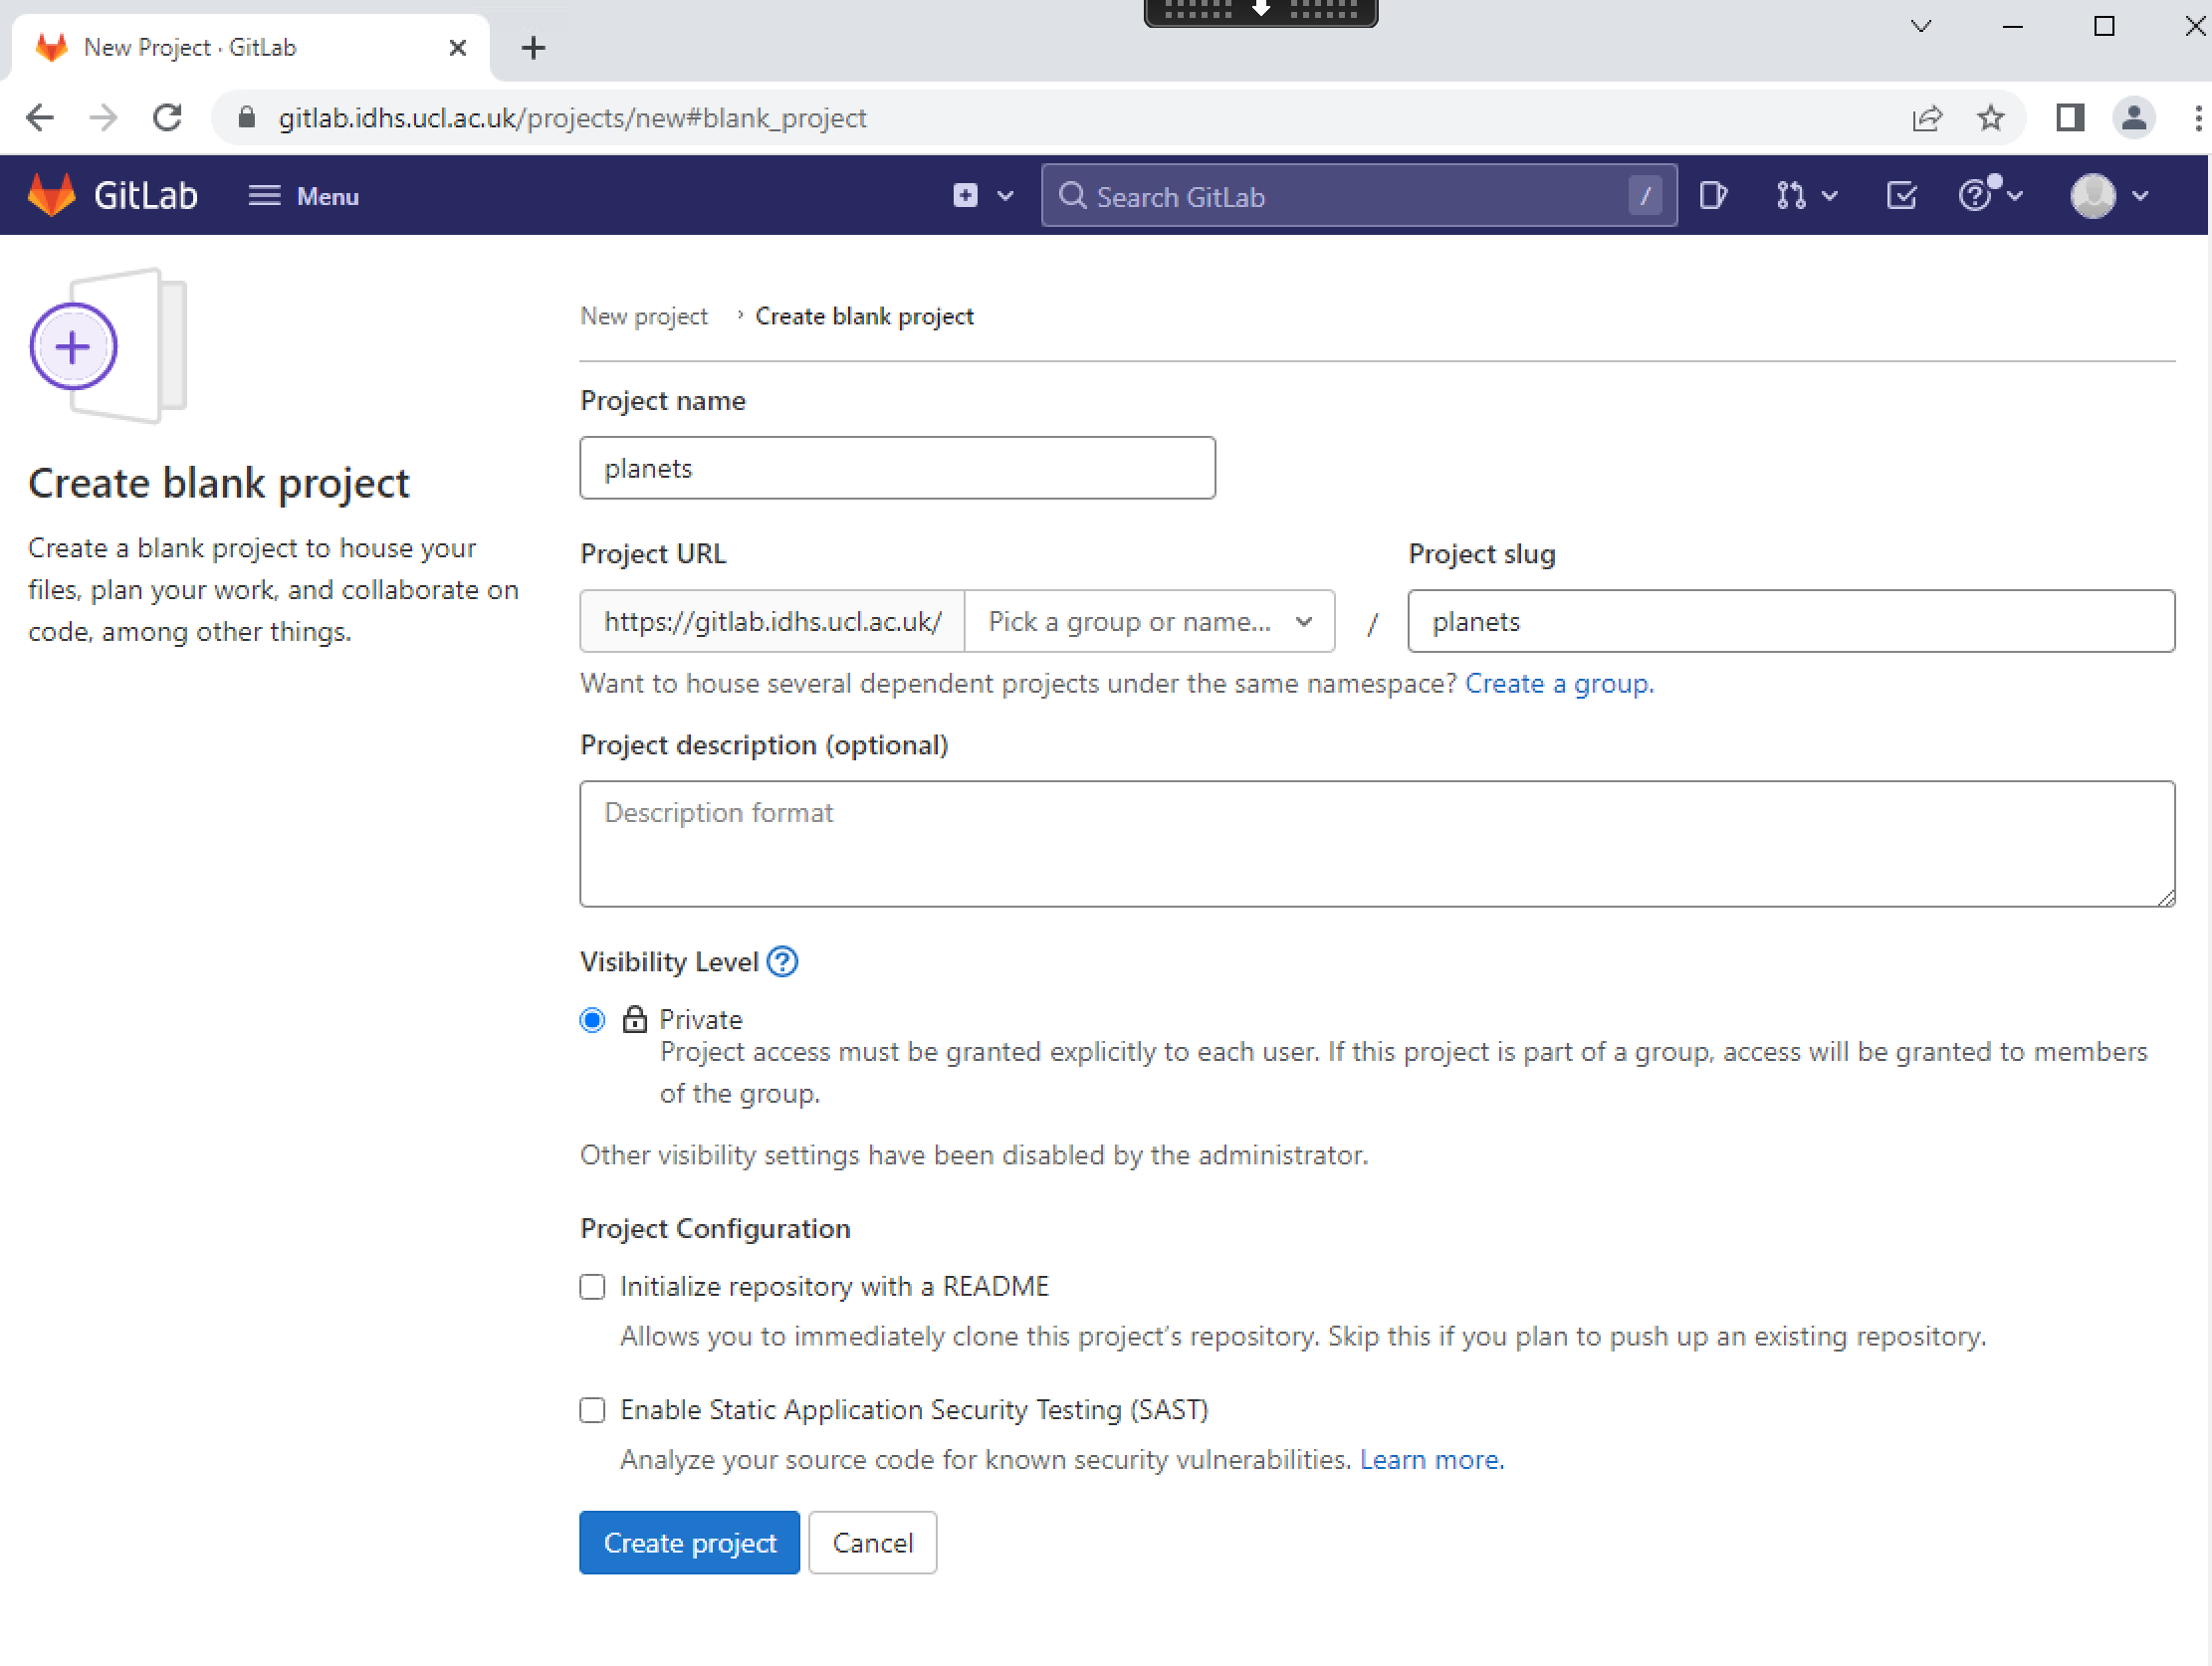 New Project · GitLab
gitlab.idhs.ucl.ac.uk/projects/new#blank_project
GitLab Menu Search GitLab /
New project › Create blank project
Create blank project
Create a blank project to house your
files, plan your work, and collaborate on
code, among other things.
Project name
planets
Project URL Project slug
https://gitlab.idhs.ucl.ac.uk/ Pick a group or name... / planets
Want to house several dependent projects under the same namespace? Create a group.
Project description (optional)
Description format
Visibility Level ?
Private
Project access must be granted explicitly to each user. If this project is part of a group, access will be granted to members
of the group.
Other visibility settings have been disabled by the administrator.
Project Configuration
Initialize repository with a README
Allows you to immediately clone this project’s repository. Skip this if you plan to push up an existing repository.
Enable Static Application Security Testing (SAST)
Analyze your source code for known security vulnerabilities. Learn more.
Create project Cancel